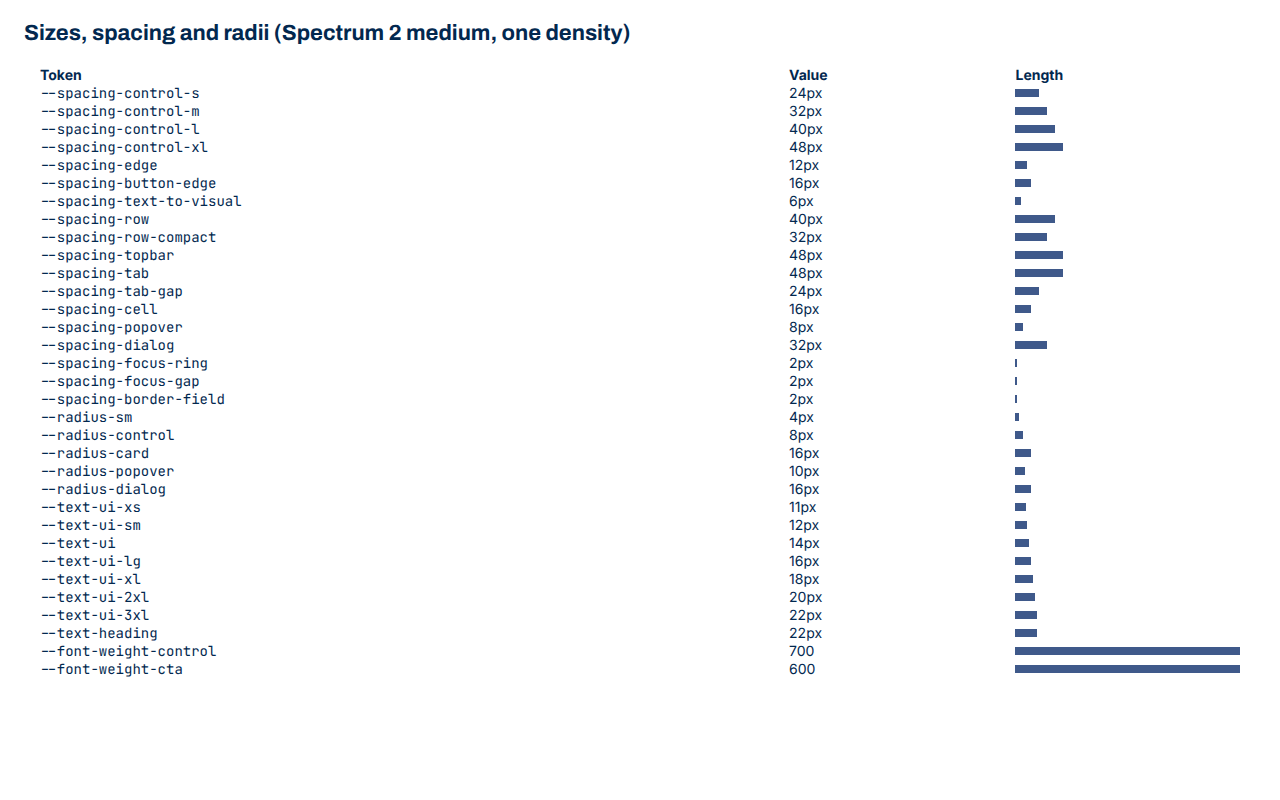 Sizes, spacing and radii (Spectrum 2 medium, one density)
Token Value Length
--spacing-control-s 24px
--spacing-control-m 32px
--spacing-control-l 40px
--spacing-control-xl 48px
--spacing-edge 12px
--spacing-button-edge 16px
--spacing-text-to-visual 6px
--spacing-row 40px
--spacing-row-compact 32px
--spacing-topbar 48px
--spacing-tab 48px
--spacing-tab-gap 24px
--spacing-cell 16px
--spacing-popover 8px
--spacing-dialog 32px
--spacing-focus-ring 2px
--spacing-focus-gap 2px
--spacing-border-field 2px
--radius-sm 4px
--radius-control 8px
--radius-card 16px
--radius-popover 10px
--radius-dialog 16px
--text-ui-xs 11px
--text-ui-sm 12px
--text-ui 14px
--text-ui-lg 16px
--text-ui-xl 18px
--text-ui-2xl 20px
--text-ui-3xl 22px
--text-heading 22px
--font-weight-control 700
--font-weight-cta 600